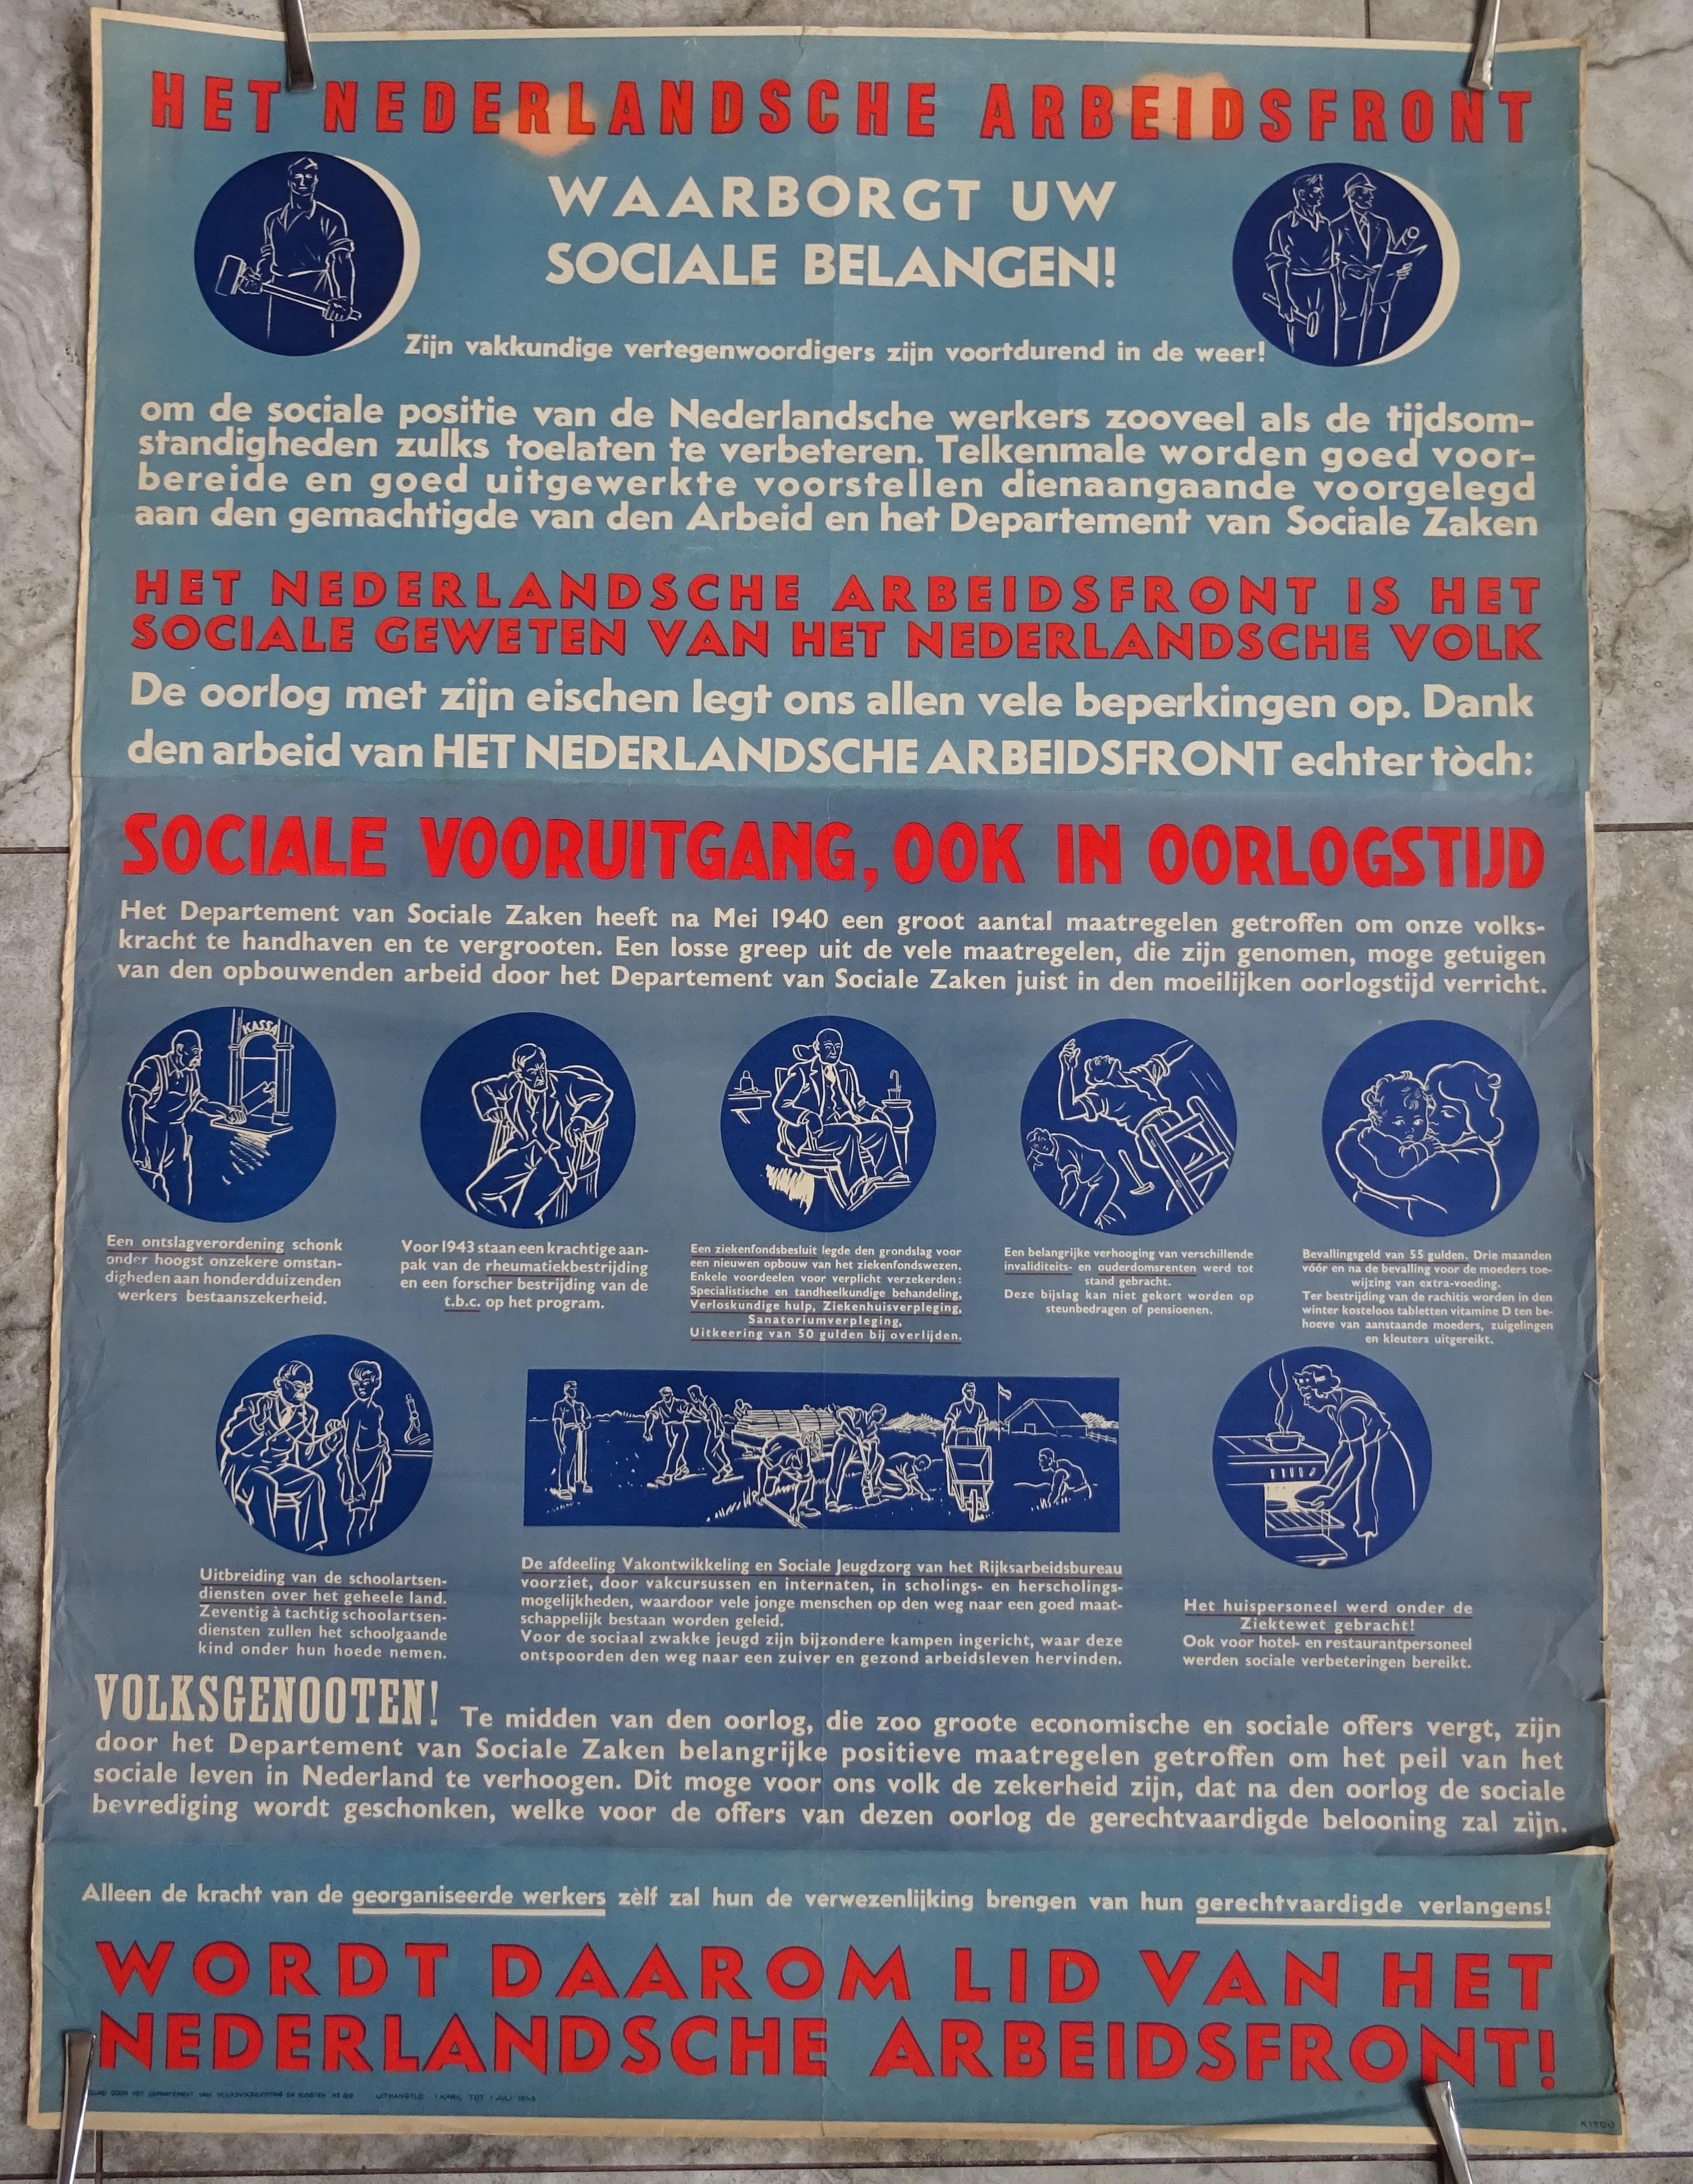 HET NEDERLANDSCHE ARBEIDSFRONT
WAARBORGT UW
SOCIALE BELANGEN!
Zijn vakkundige vertegenwoordigers zijn voortdurend in de weer!
om de sociale positie van de Nederlandsche werkers zooveel als de tijdsom-
standigheden zulks toelaten te verbeteren. Telkenmale worden goed voor-
bereide en goed uitgewerkte voorstellen dienaangaande voorgelegd
aan den gemachtigde van den Arbeid en het Departement van Sociale Zaken
HET NEDERLANDSCHE ARBEIDSFRONT IS HET
SOCIALE GEWETEN VAN HET NEDERLANDSCHE VOLK
De oorlog met zijn eischen legt ons allen vele beperkingen op. Dank
den arbeid van HET NEDERLANDSCHE ARBEIDSFRONT echter tòch:
SOCIALE VOORUITGANG, OOK IN OORLOGSTIJD
Het Departement van Sociale Zaken heeft na Mei 1940 een groot aantal maatregelen getroffen om onze volks-
kracht te handhaven en te vergrooten. Een losse greep uit de vele maatregelen, die zijn genomen, moge getuigen
van den opbouwenden arbeid door het Departement van Sociale Zaken juist in den moeilijken oorlogstijd verricht.
KASSA
Een ontslagverordening schonk
onder hoogst onzekere omstan-
digheden aan honderdduizenden
werkers bestaanszekerheid.
Voor 1943 staan een krachtige aan-
pak van de rheumatiekbestrijding
en een forscher bestrijding van de
t.b.c. op het program.
Een ziekenfondsbesluit legde den grondslag voor
een nieuwen opbouw van het ziekenfondswezen.
Enkele voordeelen voor verplicht verzekerden:
Specialistische en tandheelkundige behandeling,
Verloskundige hulp, Ziekenhuisverpleging,
Sanatoriumverpleging,
Uitkeering van 50 gulden bij overlijden.
Een belangrijke verhooging van verschillende
invaliditeits- en ouderdomsrenten werd tot
stand gebracht.
Deze bijslag kan niet gekort worden op
steunbedragen of pensioenen.
Bevallingsgeld van 55 gulden. Drie maanden
vóór en na de bevalling voor de moeders toe-
wijzing van extra-voeding.
Ter bestrijding van de rachitis worden in den
winter kosteloos tabletten vitamine D ten be-
hoeve van aanstaande moeders, zuigelingen
en kleuters uitgereikt.
Uitbreiding van de schoolartsen-
diensten over het geheele land.
Zeventig à tachtig schoolartsen-
diensten zullen het schoolgaande
kind onder hun hoede nemen.
De afdeeling Vakontwikkeling en Sociale Jeugdzorg van het Rijksarbeidsbureau
voorziet, door vakcursussen en internaten, in scholings- en herscholings-
mogelijkheden, waardoor vele jonge menschen op den weg naar een goed maat-
schappelijk bestaan worden geleid.
Voor de sociaal zwakke jeugd zijn bijzondere kampen ingericht, waar deze
ontspoorden den weg naar een zuiver en gezond arbeidsleven hervinden.
Het huispersoneel werd onder de
Ziektewet gebracht!
Ook voor hotel- en restaurantpersoneel
werden sociale verbeteringen bereikt.
VOLKSGENOOTEN! Te midden van den oorlog, die zoo groote economische en sociale offers vergt, zijn
door het Departement van Sociale Zaken belangrijke positieve maatregelen getroffen om het peil van het
sociale leven in Nederland te verhoogen. Dit moge voor ons volk de zekerheid zijn, dat na den oorlog de sociale
bevrediging wordt geschonken, welke voor de offers van dezen oorlog de gerechtvaardigde belooning zal zijn.
Alleen de kracht van de georganiseerde werkers zèlf zal hun de verwezenlijking brengen van hun gerechtvaardigde verlangens!
WORDT DAAROM LID VAN HET
NEDERLANDSCHE ARBEIDSFRONT!
DOOR HET DEPARTEMENT VAN VOLKSVOORLICHTING EN KUNSTEN UITHANGTIJD 1 APRIL TOT 1 JULI 1943